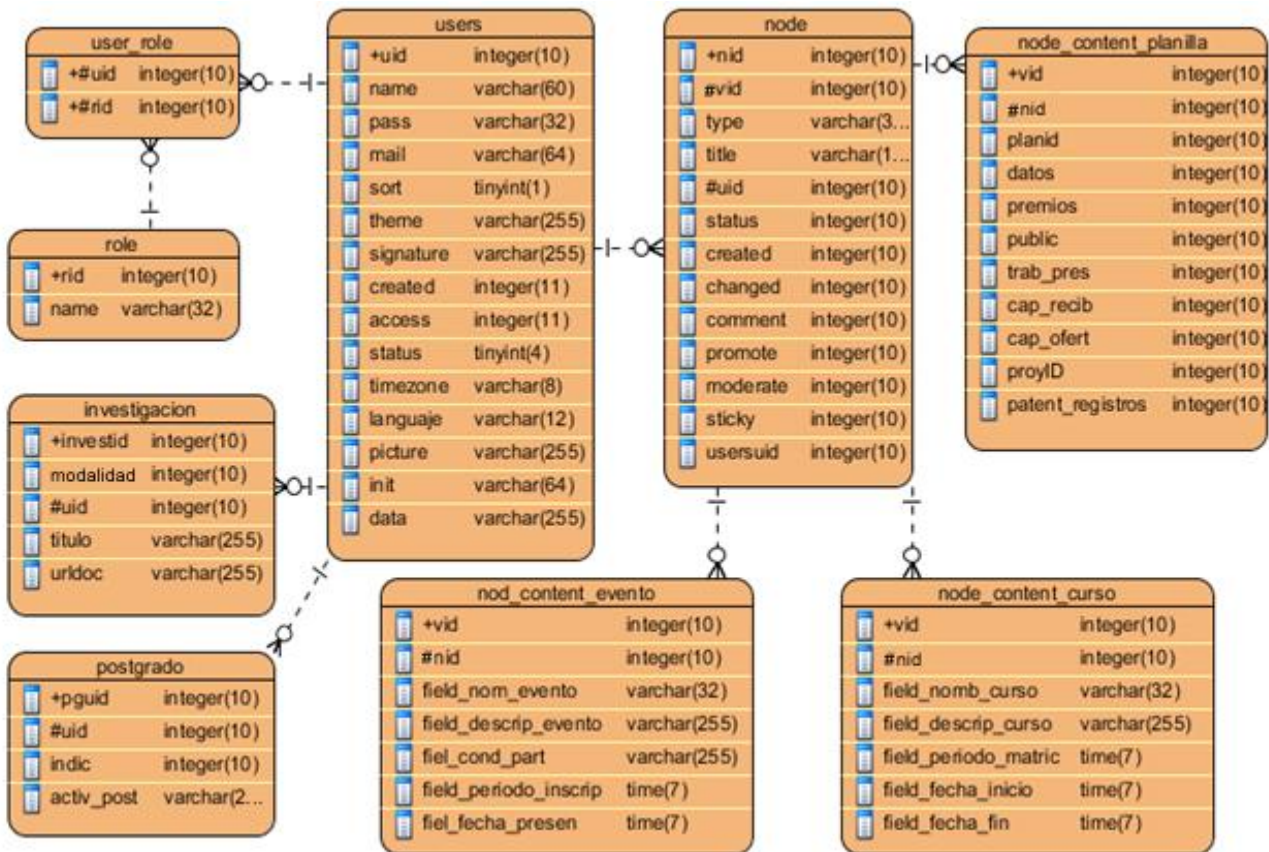 user_role
+#uid integer(10)
+#rid integer(10)
role
+rid integer(10)
name varchar(32)
investigacion
+investid integer(10)
modalidad integer(10)
#uid integer(10)
titulo varchar(255)
urldoc varchar(255)
postgrado
+pguid integer(10)
#uid integer(10)
indic integer(10)
activ_post varchar(2...
users
+uid integer(10)
name varchar(60)
pass varchar(32)
mail varchar(64)
sort tinyint(1)
theme varchar(255)
signature varchar(255)
created integer(11)
access integer(11)
status tinyint(4)
timezone varchar(8)
languaje varchar(12)
picture varchar(255)
init varchar(64)
data varchar(255)
node
+nid integer(10)
#vid integer(10)
type varchar(3...
title varchar(1...
#uid integer(10)
status integer(10)
created integer(10)
changed integer(10)
comment integer(10)
promote integer(10)
moderate integer(10)
sticky integer(10)
usersuid integer(10)
node_content_planilla
+vid integer(10)
#nid integer(10)
planid integer(10)
datos integer(10)
premios integer(10)
public integer(10)
trab_pres integer(10)
cap_recib integer(10)
cap_ofert integer(10)
proyID integer(10)
patent_registros integer(10)
nod_content_evento
+vid integer(10)
#nid integer(10)
field_nom_evento varchar(32)
field_descrip_evento varchar(255)
fiel_cond_part varchar(255)
field_periodo_inscrip time(7)
fiel_fecha_presen time(7)
node_content_curso
+vid integer(10)
#nid integer(10)
field_nomb_curso varchar(32)
field_descrip_curso varchar(255)
field_periodo_matric time(7)
field_fecha_inicio time(7)
field_fecha_fin time(7)